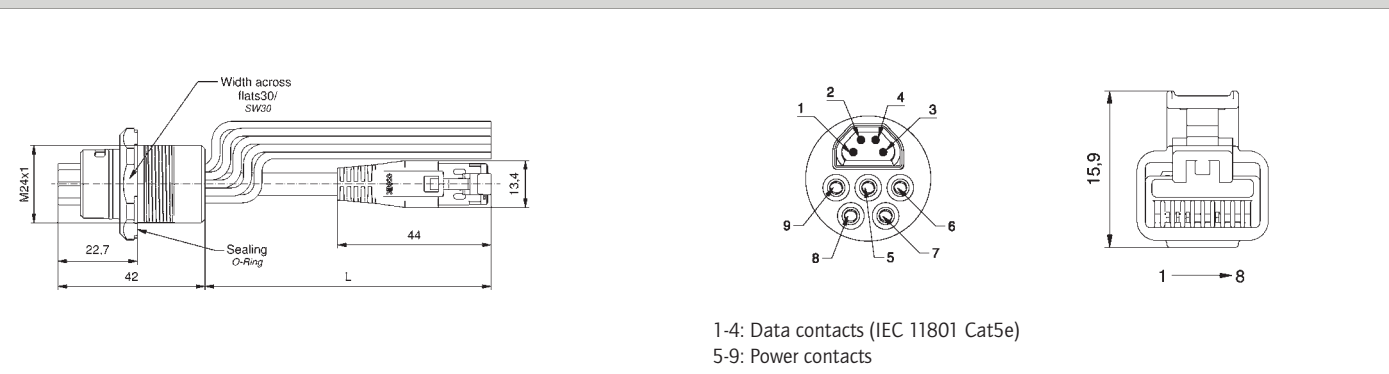 Width across
flats30/
SW30
M24x1
22,7
42
Sealing
O-Ring
L
44
13,4
1
2
4
3
9
8
5
7
6
15,9
1
8
1-4: Data contacts (IEC 11801 Cat5e)
5-9: Power contacts